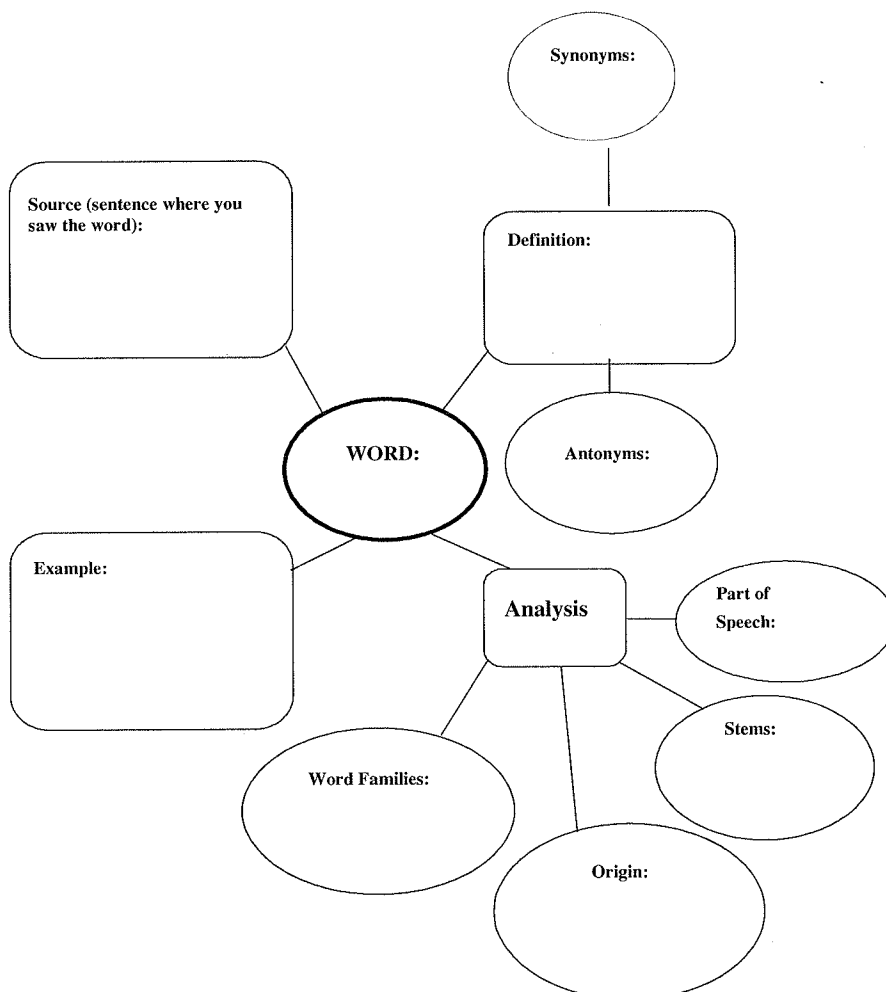 Synonyms:
Source (sentence where you
saw the word):
Definition:
WORD:
Antonyms:
Example:
Analysis
Part of
Speech:
Stems:
Word Families:
Origin: